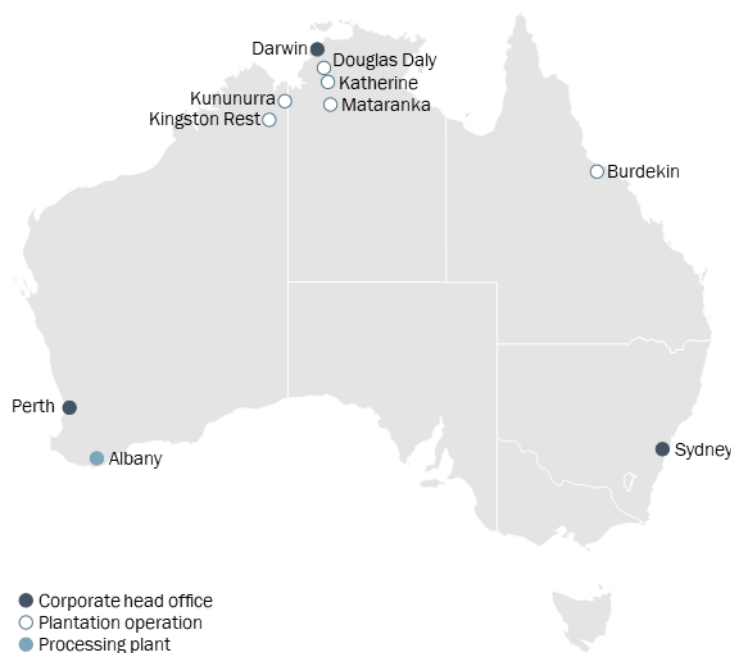 Darwin
Douglas Daly
Katherine
Kununurra
Mataranka
Kingston Rest
Burdekin
Perth
Sydney
Albany
Corporate head office
Plantation operation
Processing plant